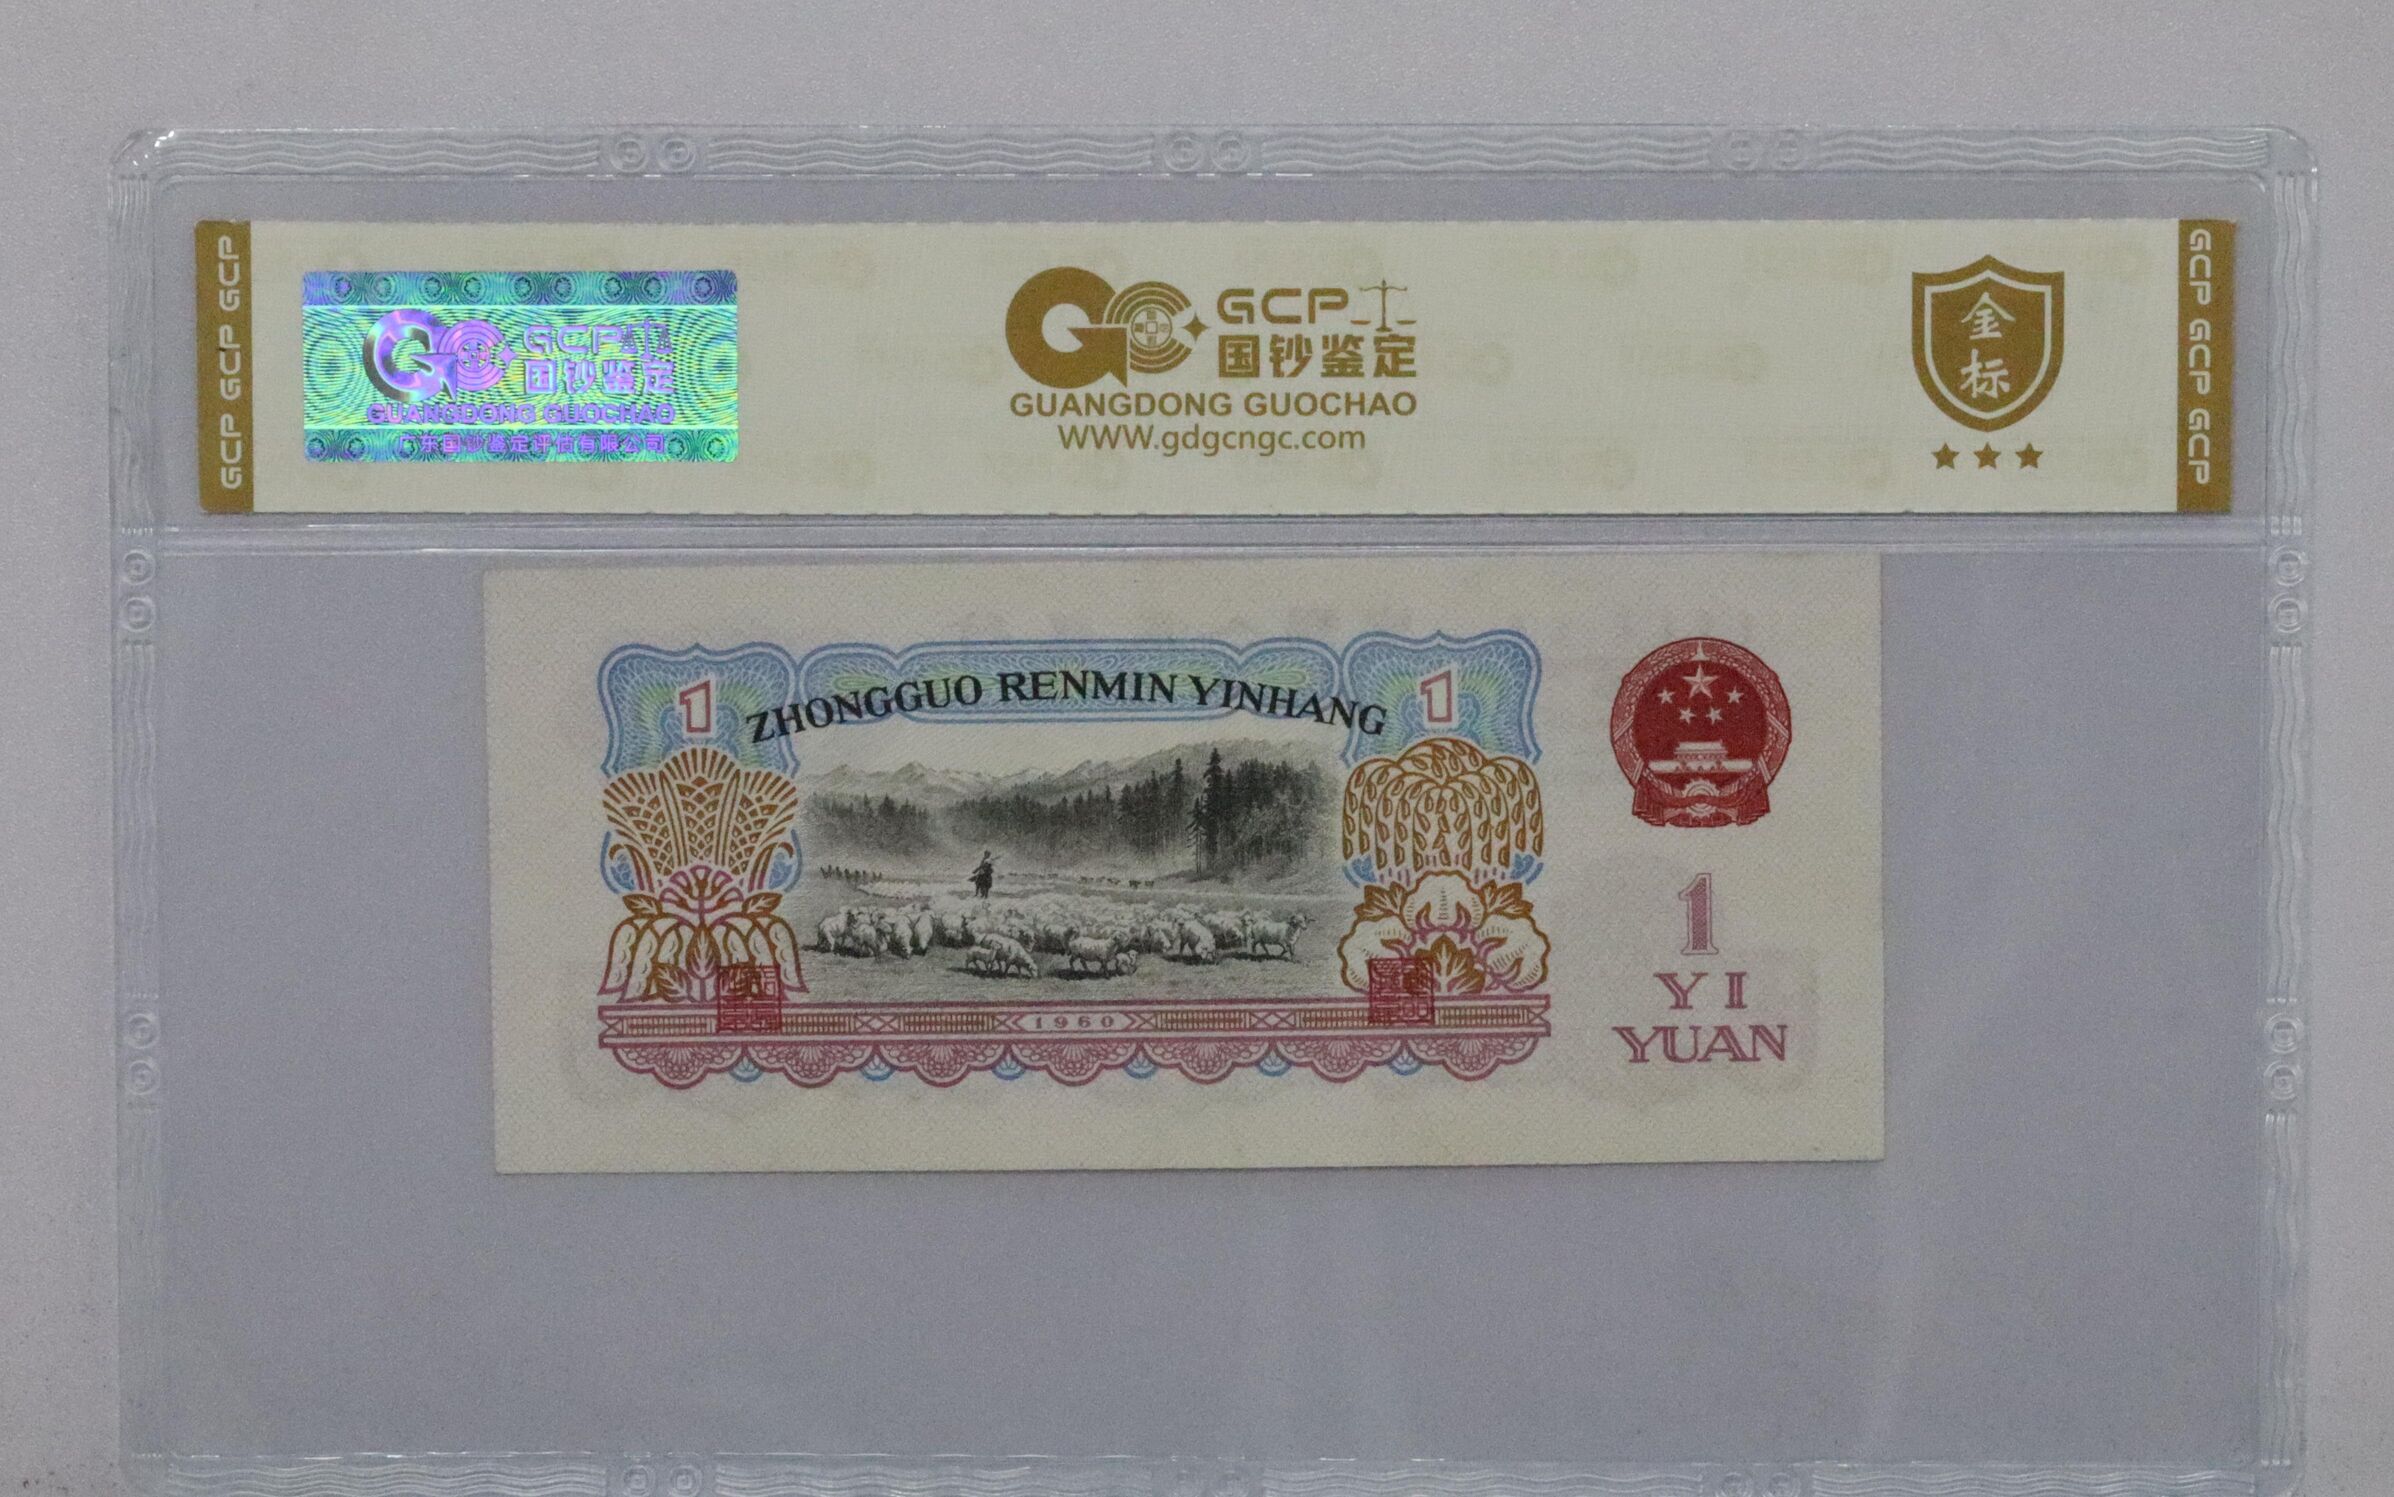 GCP GCP GCP
GCP
国钞鉴定
GUANGDONG GUOCHAO
广东国钞鉴定评估有限公司
GCP
国钞鉴定
GUANGDONG GUOCHAO
WWW.gdgcngc.com
金
标
GCP GCP GCP
1
ZHONGGUO RENMIN YINHANG
1
1960
1
YI
YUAN